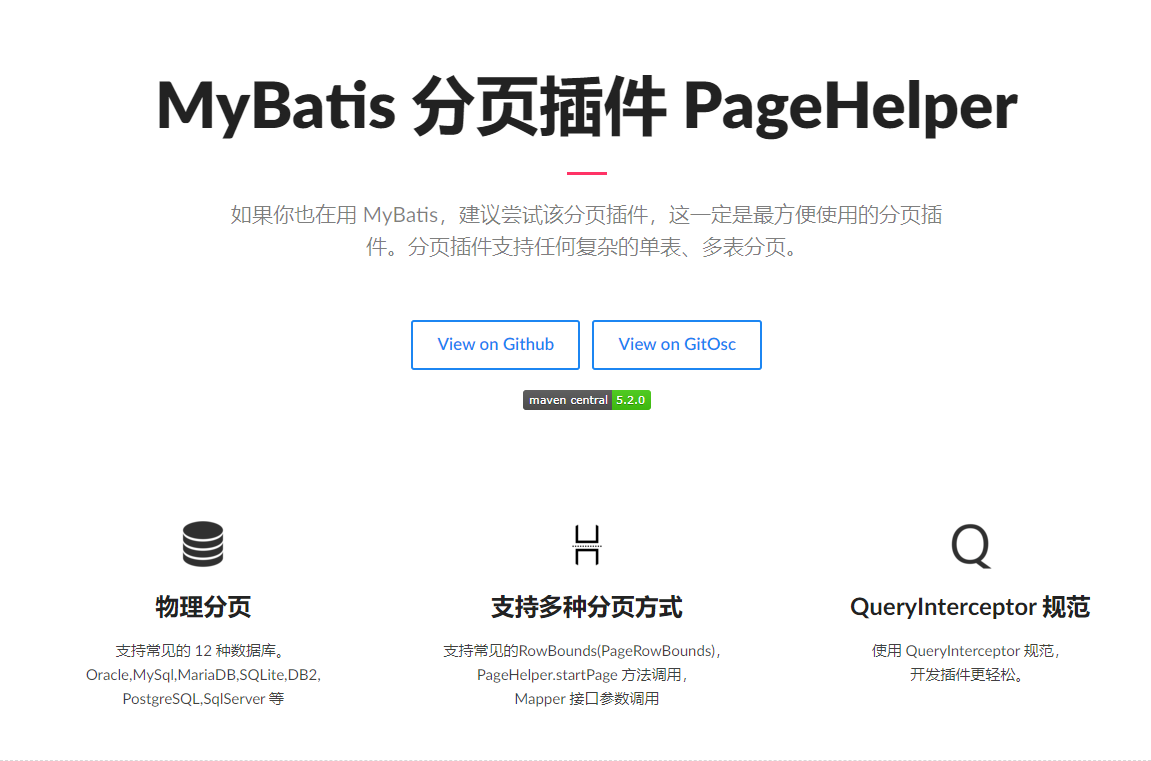 MyBatis 分页插件 PageHelper
如果你也在用 MyBatis，建议尝试该分页插件，这一定是最方便使用的分页插
件。分页插件支持任何复杂的单表、多表分页。
View on Github
View on GitOsc
maven central 5.2.0
物理分页
支持常见的 12 种数据库。
Oracle,MySql,MariaDB,SQLite,DB2,
PostgreSQL,SqlServer 等
支持多种分页方式
支持常见的RowBounds(PageRowBounds)，
PageHelper.startPage 方法调用，
Mapper 接口参数调用
Q
QueryInterceptor 规范
使用 QueryInterceptor 规范，
开发插件更轻松。